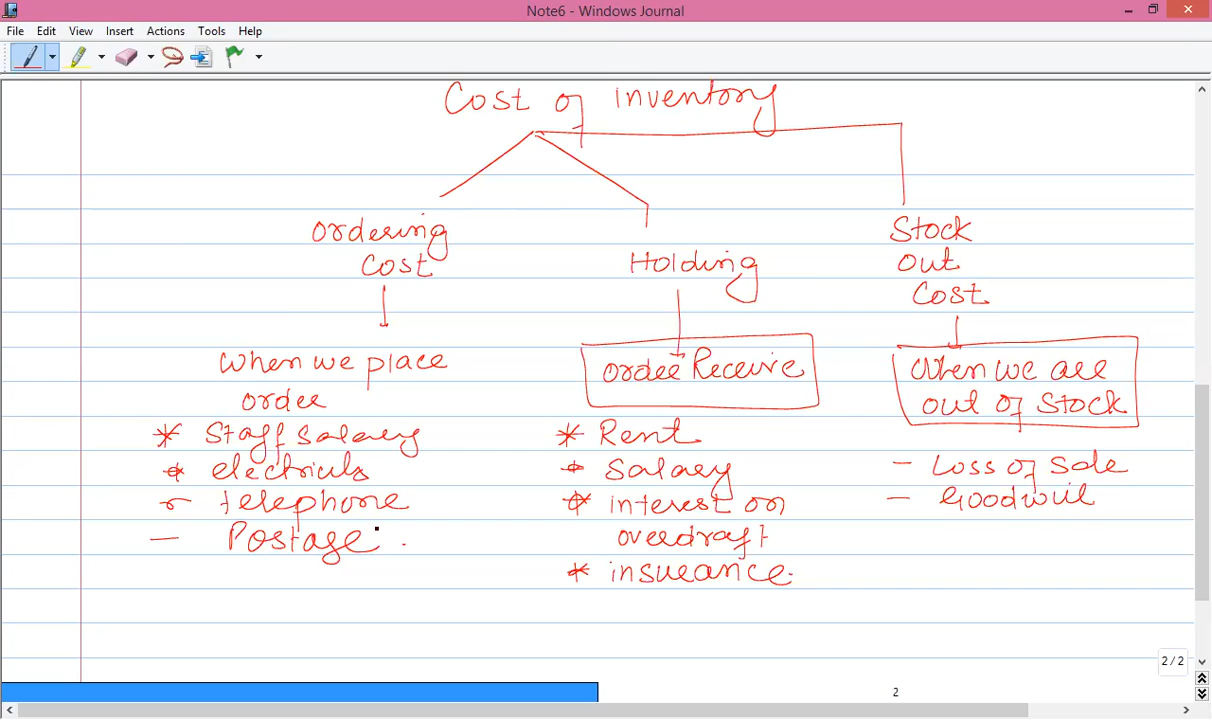 Note6 - Windows Journal
File Edit View Insert Actions Tools Help
Cost of inventory
Ordering
Cost
When we place
order
* Staff salary
* electricity
* telephone
- Postage.
Holding
order Receive
* Rent
* Salary
* interest on
overdraft
* insurance.
Stock
Out
Cost
When we are
out of stock
- Loss of sale
- Goodwill
2 / 2
2